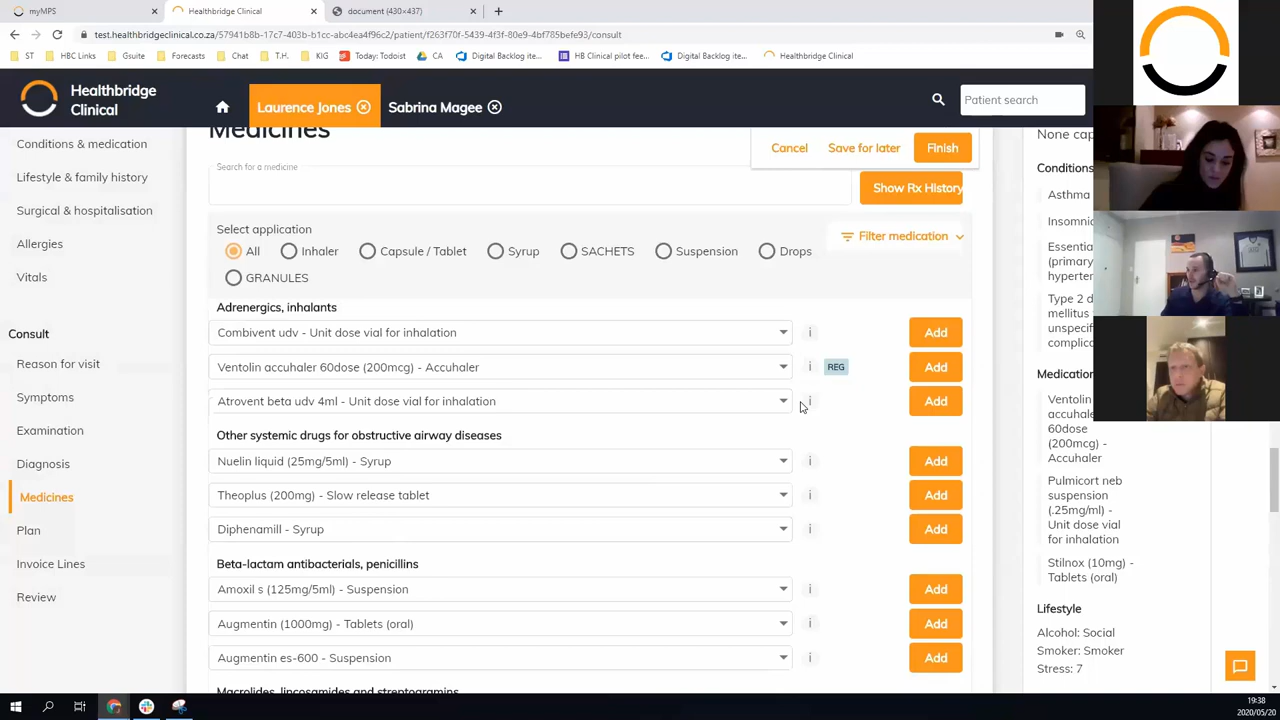 myMPS
Healthbridge Clinical
document (430×437)
test.healthbridgeclinical.co.za/57941b8b-17c7-403b-b1cc-abc4ea4f96c2/patient/f263f70f-5439-4f3f-80e9-4bf785befe93/consult
ST
HBC Links
Gsuite
Forecasts
Chat
T.H.
KIG
Today: Todoist
CA
Digital Backlog ite...
HB Clinical pilot fee...
Digital Backlog ite...
Healthbridge Clinical
Healthbridge
Clinical
Laurence Jones
Sabrina Magee
Patient search
Conditions & medication
Lifestyle & family history
Surgical & hospitalisation
Allergies
Vitals
Consult
Reason for visit
Symptoms
Examination
Diagnosis
Medicines
Plan
Invoice Lines
Review
Medicines
Cancel
Save for later
Finish
Search for a medicine
Show Rx History
Select application
Filter medication
All
Inhaler
Capsule / Tablet
Syrup
SACHETS
Suspension
Drops
GRANULES
Adrenergics, inhalants
Combivent udv - Unit dose vial for inhalation
i
Add
Ventolin accuhaler 60dose (200mcg) - Accuhaler
i
REG
Add
Atrovent beta udv 4ml - Unit dose vial for inhalation
i
Add
Other systemic drugs for obstructive airway diseases
Nuelin liquid (25mg/5ml) - Syrup
i
Add
Theoplus (200mg) - Slow release tablet
i
Add
Diphenamill - Syrup
i
Add
Beta-lactam antibacterials, penicillins
Amoxil s (125mg/5ml) - Suspension
i
Add
Augmentin (1000mg) - Tablets (oral)
i
Add
Augmentin es-600 - Suspension
i
Add
Macrolides, lincosamides and streptogramins
None cap
Conditions
Asthma
Insomnia
Essential
(primary)
hypertens
Type 2 d
mellitus
unspecifi
complica
Medication
Ventolin
accuhaler
60dose
(200mcg) -
Accuhaler
Pulmicort neb
suspension
(.25mg/ml) -
Unit dose vial
for inhalation
Stilnox (10mg) -
Tablets (oral)
Lifestyle
Alcohol: Social
Smoker: Smoker
Stress: 7
19:38
2020/05/20